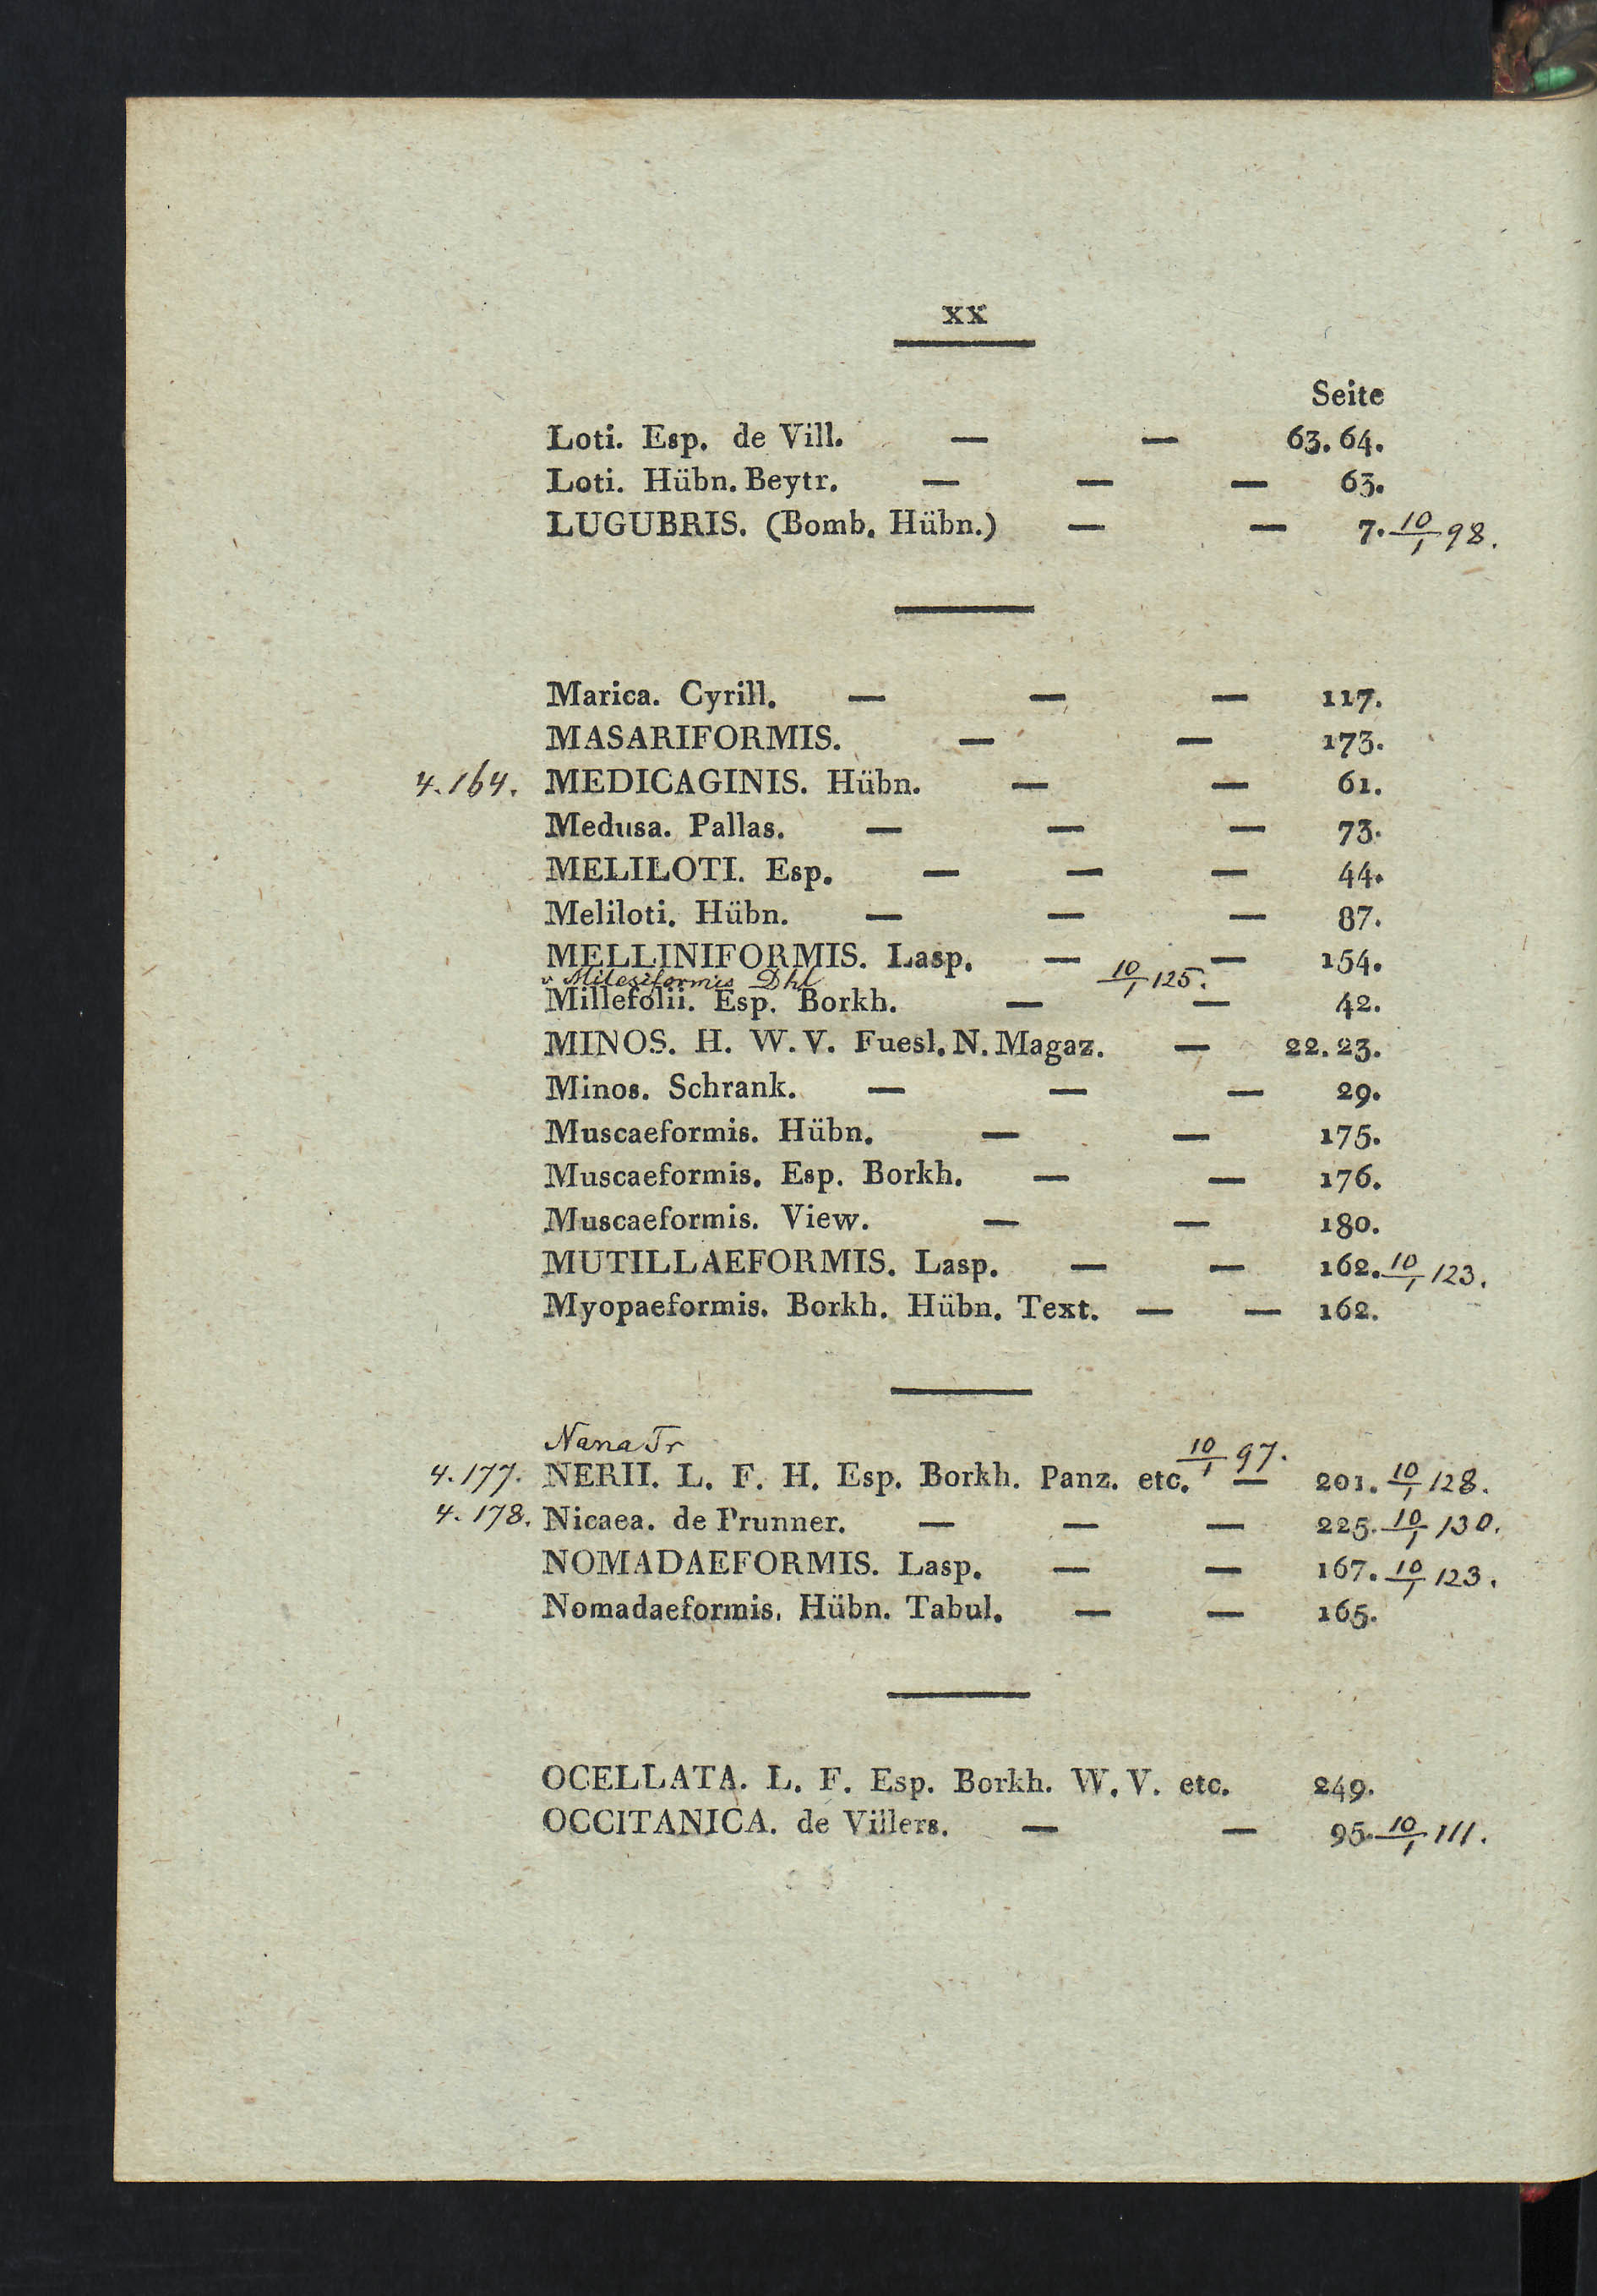 XX
Seite
Loti. Esp. de Vill. — — 63. 64.
Loti. Hübn. Beytr. — — — 63.
LUGUBRIS. (Bomb. Hübn.) — — 7. 10/1 98.
Marica. Cyrill. — — — 117.
MASARIFORMIS. — — 173.
4.164. MEDICAGINIS. Hübn. — — 61.
Medusa. Pallas. — — — 73.
MELILOTI. Esp. — — — 44.
Meliloti. Hübn. — — — 87.
MELLINIFORMIS. Lasp. — — 154.
v Milesiformis Dhl 10/1 125.
Millefolii. Esp. Borkh. — — 42.
MINOS. H. W. V. Fuesl. N. Magaz. — 22. 23.
Minos. Schrank. — — — 29.
Muscaeformis. Hübn. — — 175.
Muscaeformis. Esp. Borkh. — — 176.
Muscaeformis. View. — — 180.
MUTILLAEFORMIS. Lasp. — — 162. 10/1 123.
Myopaeformis. Borkh. Hübn. Text. — — 162.
Nana Tr 10/1 97.
4.177. NERII. L. F. H. Esp. Borkh. Panz. etc. — 201. 10/1 128.
4.178. Nicaea. de Prunner. — — — 225. 10/1 130.
NOMADAEFORMIS. Lasp. — — 167. 10/1 123.
Nomadaeformis. Hübn. Tabul. — — 165.
OCELLATA. L. F. Esp. Borkh. W. V. etc. 249.
OCCITANICA. de Villers. — — 95. 10/1 111.